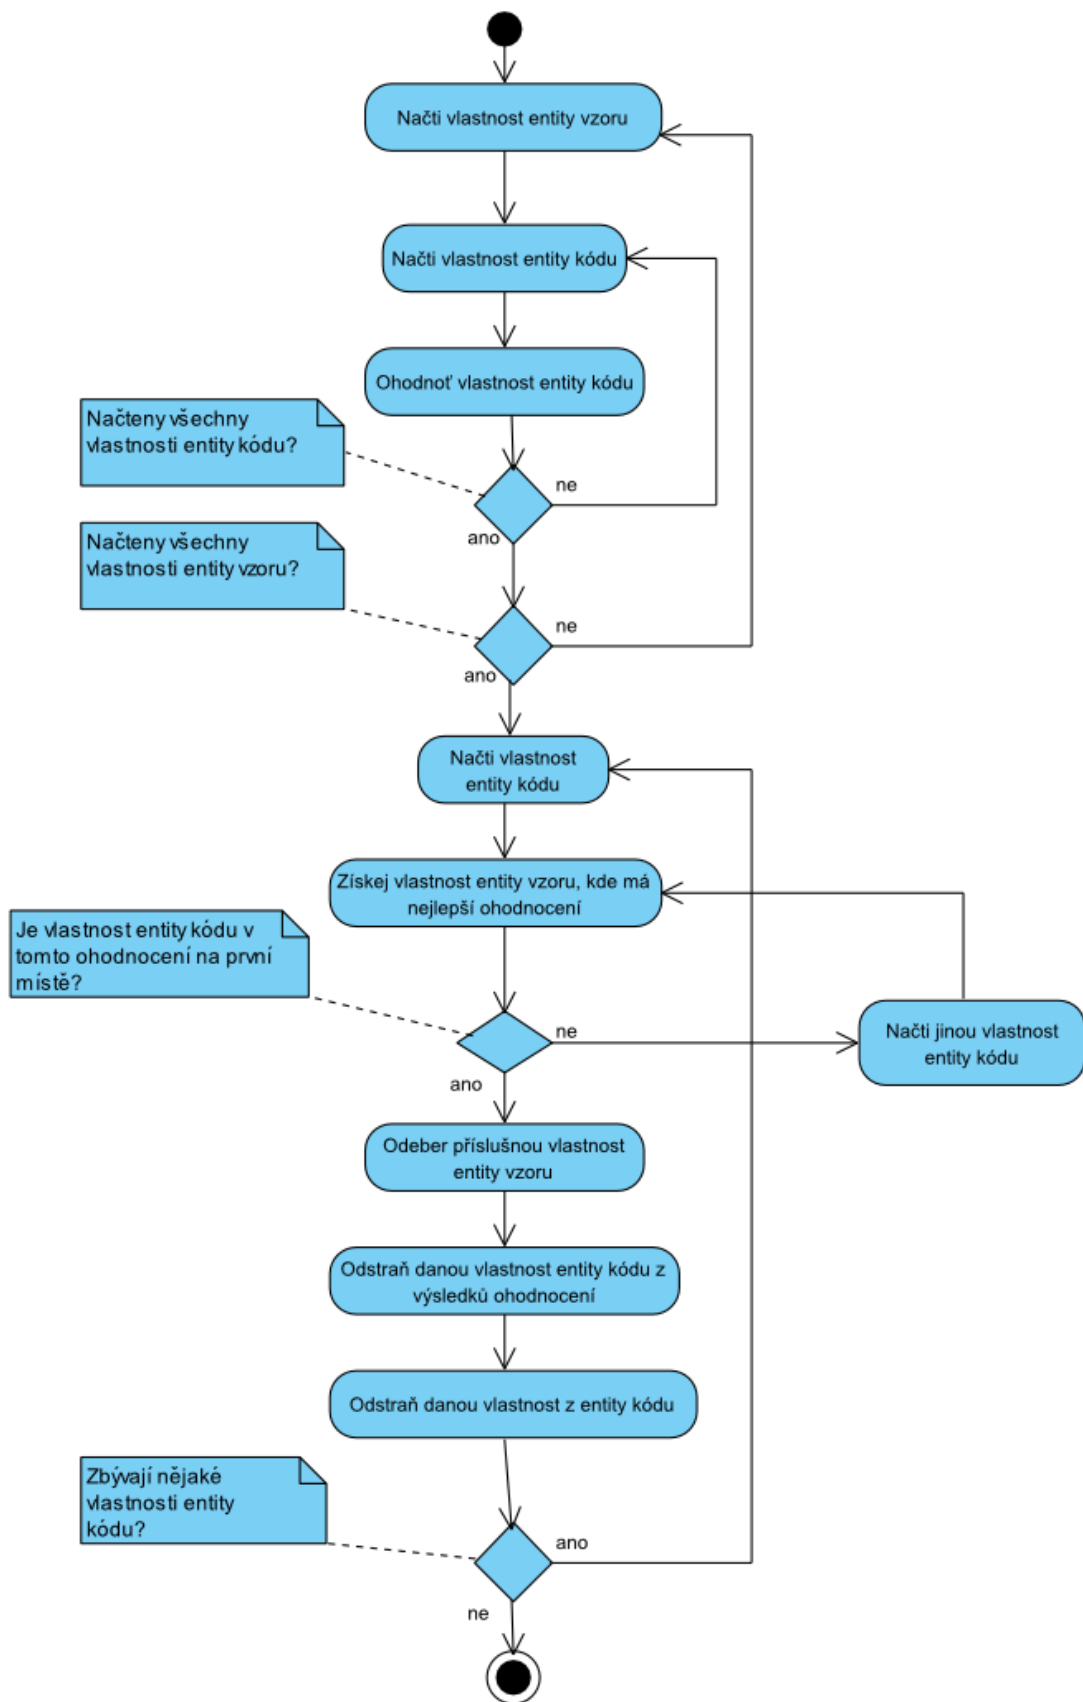 Načti vlastnost entity vzoru
Načti vlastnost entity kódu
Ohodnoť vlastnost entity kódu
Načteny všechny
vlastnosti entity kódu?
ne
ano
Načteny všechny
vlastnosti entity vzoru?
ne
ano
Načti vlastnost
entity kódu
Získej vlastnost entity vzoru, kde má
nejlepší ohodnocení
Je vlastnost entity kódu v
tomto ohodnocení na první
místě?
ne
Načti jinou vlastnost
entity kódu
ano
Odeber příslušnou vlastnost
entity vzoru
Odstraň danou vlastnost entity kódu z
výsledků ohodnocení
Odstraň danou vlastnost z entity kódu
Zbývají nějaké
vlastnosti entity
kódu?
ano
ne